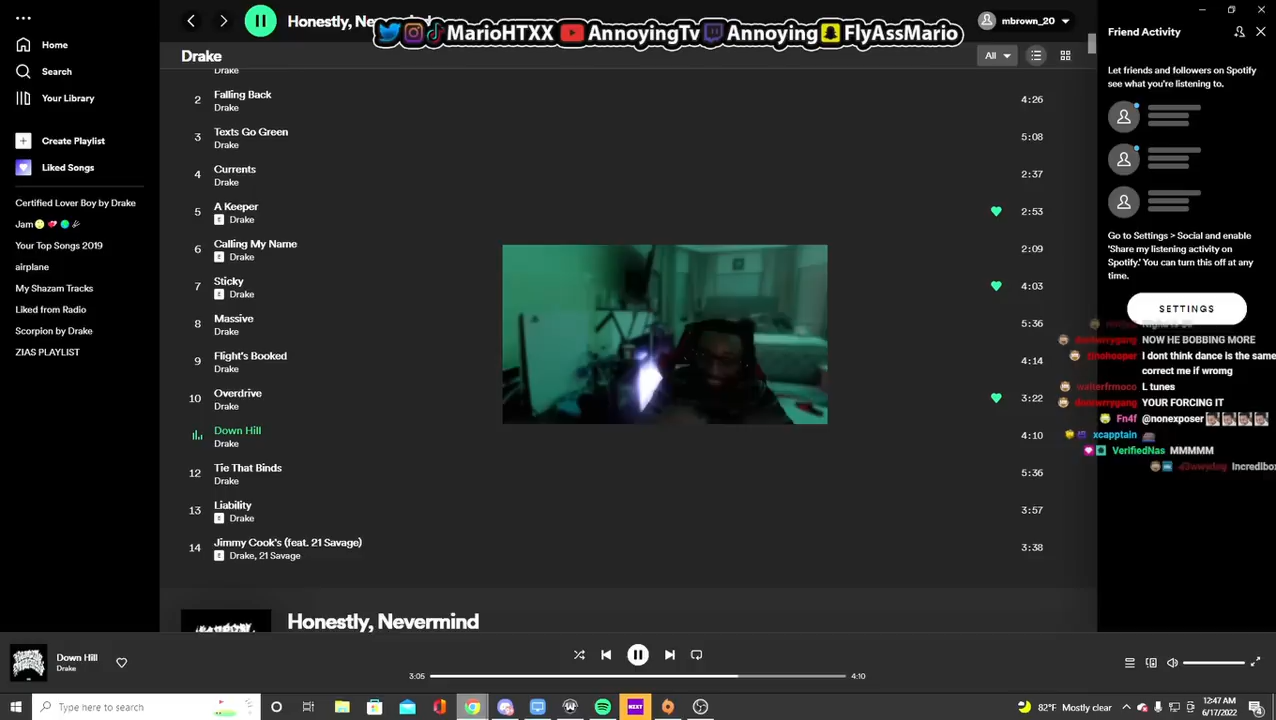 Honestly, Nevermind
MarioHTXX AnnoyingTv Annoying FlyAssMario
mbrown_20
Friend Activity
Home
Search
Your Library
Create Playlist
Liked Songs
Certified Lover Boy by Drake
Jam
Your Top Songs 2019
airplane
My Shazam Tracks
Liked from Radio
Scorpion by Drake
ZIAS PLAYLIST
Drake
All
Drake
2 Falling Back 4:26
Drake
3 Texts Go Green 5:08
Drake
4 Currents 2:37
Drake
5 A Keeper 2:53
E Drake
6 Calling My Name 2:09
E Drake
7 Sticky 4:03
E Drake
8 Massive 5:36
Drake
9 Flight's Booked 4:14
Drake
10 Overdrive 3:22
Drake
Down Hill 4:10
Drake
12 Tie That Binds 5:36
Drake
13 Liability 3:57
E Drake
14 Jimmy Cook's (feat. 21 Savage) 3:38
E Drake, 21 Savage
Honestly, Nevermind
Let friends and followers on Spotify
see what you're listening to.
Go to Settings > Social and enable
'Share my listening activity on
Spotify.' You can turn this off at any
time.
SETTINGS
NOW HE BOBBING MORE
I dont think dance is the same
correct me if wromg
L tunes
YOUR FORCING IT
Fn4f @nonexposer
xcapptain
VerifiedNas MMMMM
Down Hill
Drake
3:05
4:10
Type here to search
NEXT
82°F Mostly clear
12:47 AM
6/17/2022